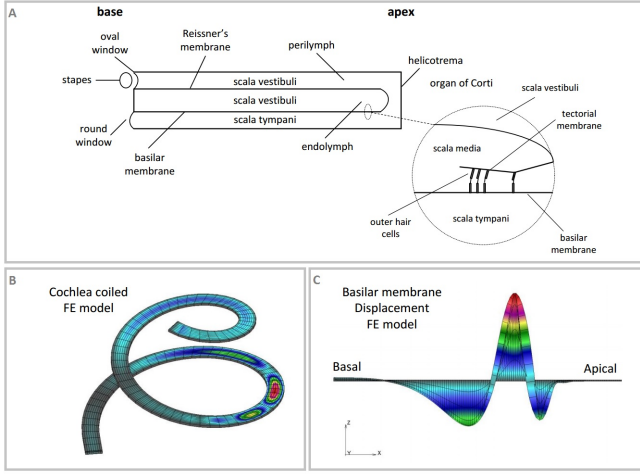 A
base
apex
oval
window
Reissner's
membrane
perilymph
helicotrema
stapes
scala vestibuli
scala vestibuli
scala tympani
organ of Corti
scala vestibuli
tectorial
membrane
round
window
basilar
membrane
endolymph
scala media
outer hair
cells
scala tympani
basilar
membrane
B
Cochlea coiled
FE model
C
Basilar membrane
Displacement
FE model
Basal
Apical
Z
Y
X